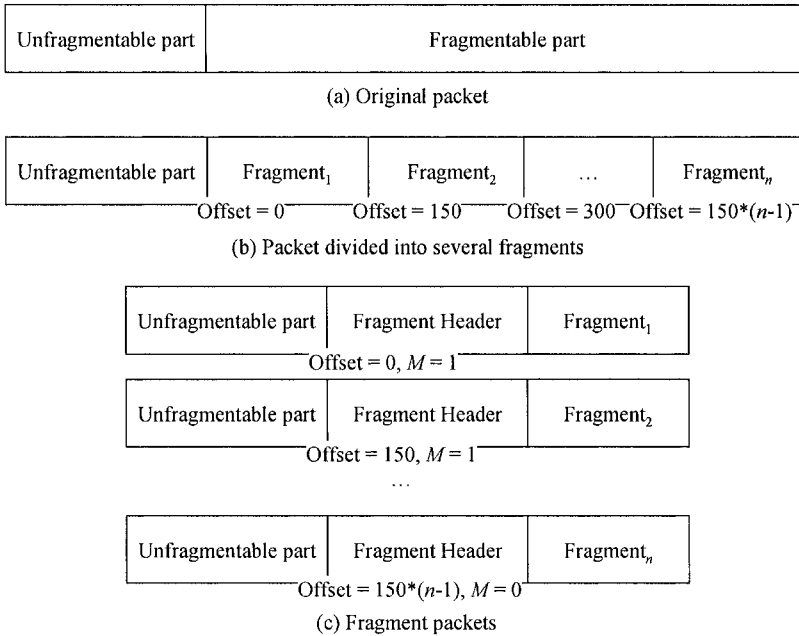 Unfragmentable part Fragmentable part
(a) Original packet
Unfragmentable part Fragment₁ Fragment₂ … Fragmentₙ
Offset = 0 Offset = 150 Offset = 300 Offset = 150*(n-1)
(b) Packet divided into several fragments
Unfragmentable part Fragment Header Fragment₁
Offset = 0, M = 1
Unfragmentable part Fragment Header Fragment₂
Offset = 150, M = 1
…
Unfragmentable part Fragment Header Fragmentₙ
Offset = 150*(n-1), M = 0
(c) Fragment packets